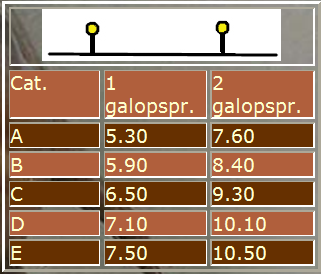 Cat. 1 galopspr. 2 galopspr.
A 5.30 7.60
B 5.90 8.40
C 6.50 9.30
D 7.10 10.10
E 7.50 10.50